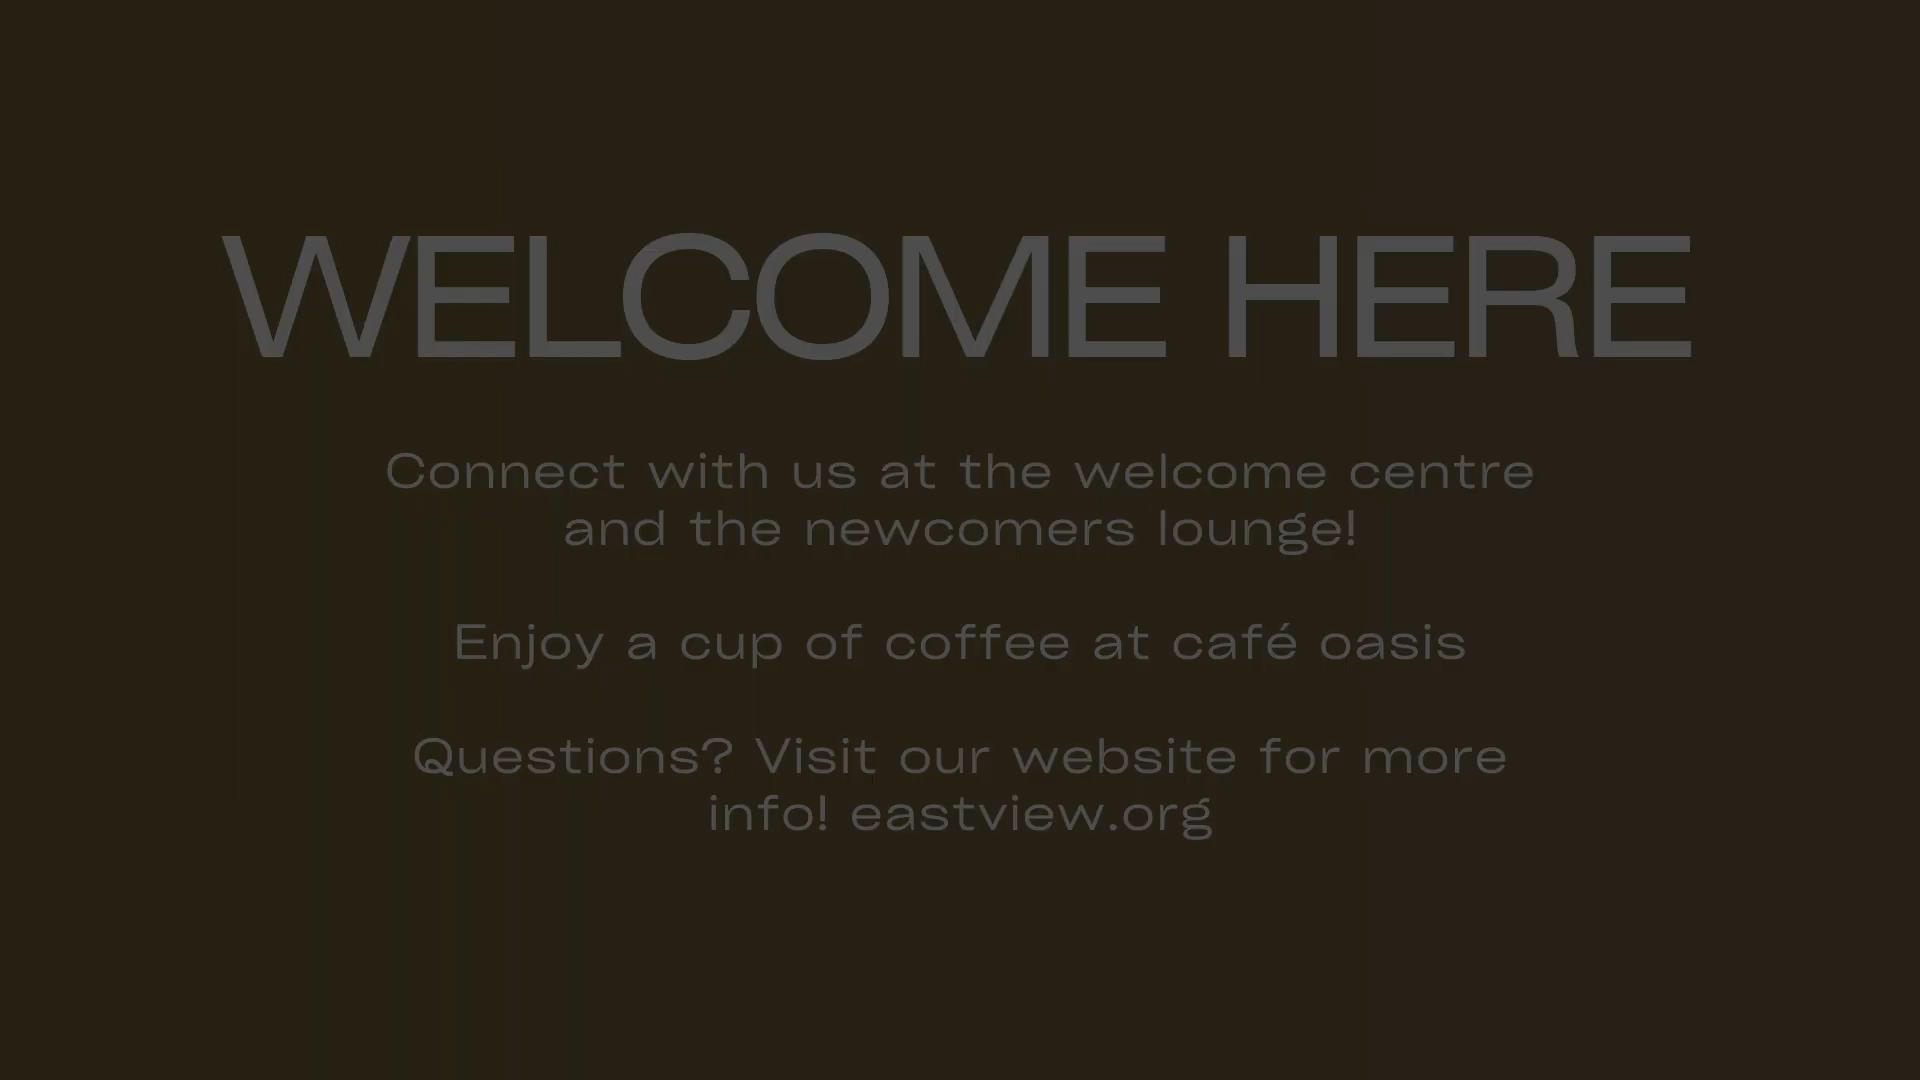 WELCOME HERE
Connect with us at the welcome centre
and the newcomers lounge!
Enjoy a cup of coffee at café oasis
Questions? Visit our website for more
info! eastview.org